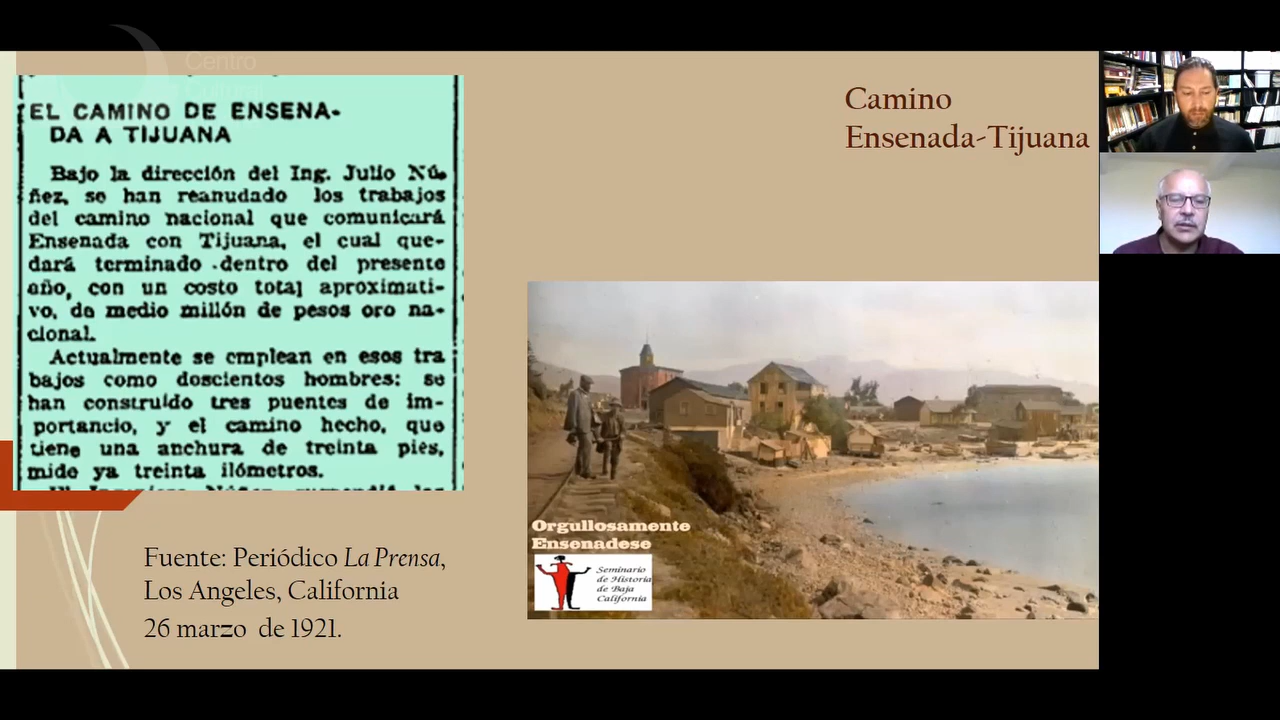 Centro
Cultural
EL CAMINO DE ENSENA-
DA A TIJUANA
Bajo la dirección del Ing. Julio Nú-
ñez, se han reanudado los trabajos
del camino nacional que comunicará
Ensenada con Tijuana, el cual que-
dará terminado dentro del presente
año, con un costo total aproximati-
vo, de medio millón de pesos oro na-
cional.
Actualmente se emplean en esos tra
bajos como doscientos hombres: se
han construido tres puentes de im-
portancio, y el camino hecho, que
tiene una anchura de treinta pies,
mide ya treinta ilómetros.
Fuente: Periódico La Prensa,
Los Angeles, California
26 marzo de 1921.
Camino
Ensenada-Tijuana
Orgullosamente
Ensenadese
Seminario
de Historia
de Baja
California